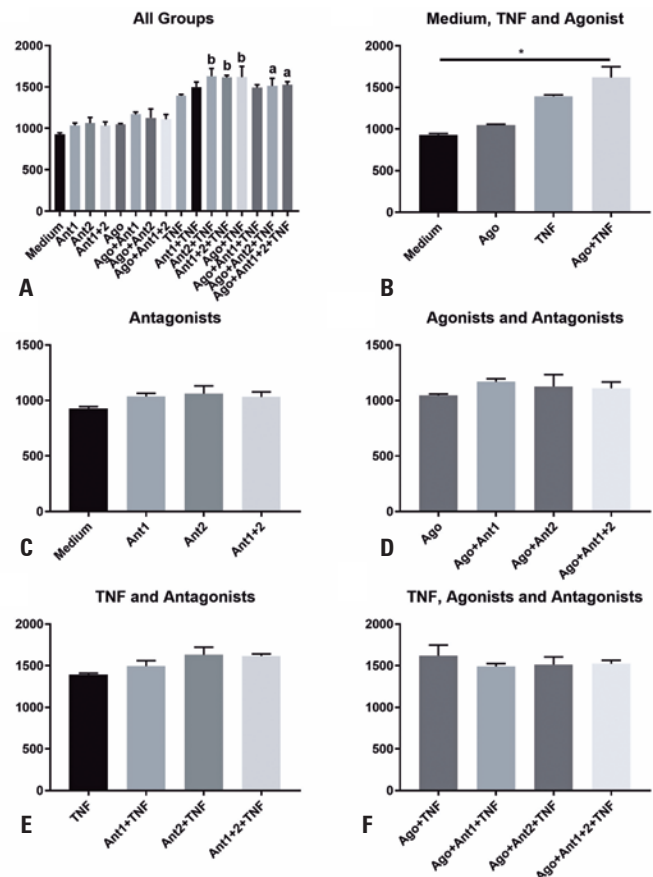 All Groups
2000
1500
1000
500
0
b b b
a a
Medium
Ant1
Ant2
Ant1+2
Ago
Ago+Ant1
Ago+Ant2
Ago+Ant1+2
TNF
Ant1+TNF
Ant2+TNF
Ant1+2+TNF
Ago+TNF
Ago+Ant1+TNF
Ago+Ant2+TNF
Ago+Ant1+2+TNF
A
Medium, TNF and Agonist
2000
1500
1000
500
0
*
Medium
Ago
TNF
Ago+TNF
B
Antagonists
1500
1000
500
0
Medium
Ant1
Ant2
Ant1+2
C
Agonists and Antagonists
1500
1000
500
0
Ago
Ago+Ant1
Ago+Ant2
Ago+Ant1+2
D
TNF and Antagonists
2000
1500
1000
500
0
TNF
Ant1+TNF
Ant2+TNF
Ant1+2+TNF
E
TNF, Agonists and Antagonists
2000
1500
1000
500
0
Ago+TNF
Ago+Ant1+TNF
Ago+Ant2+TNF
Ago+Ant1+2+TNF
F